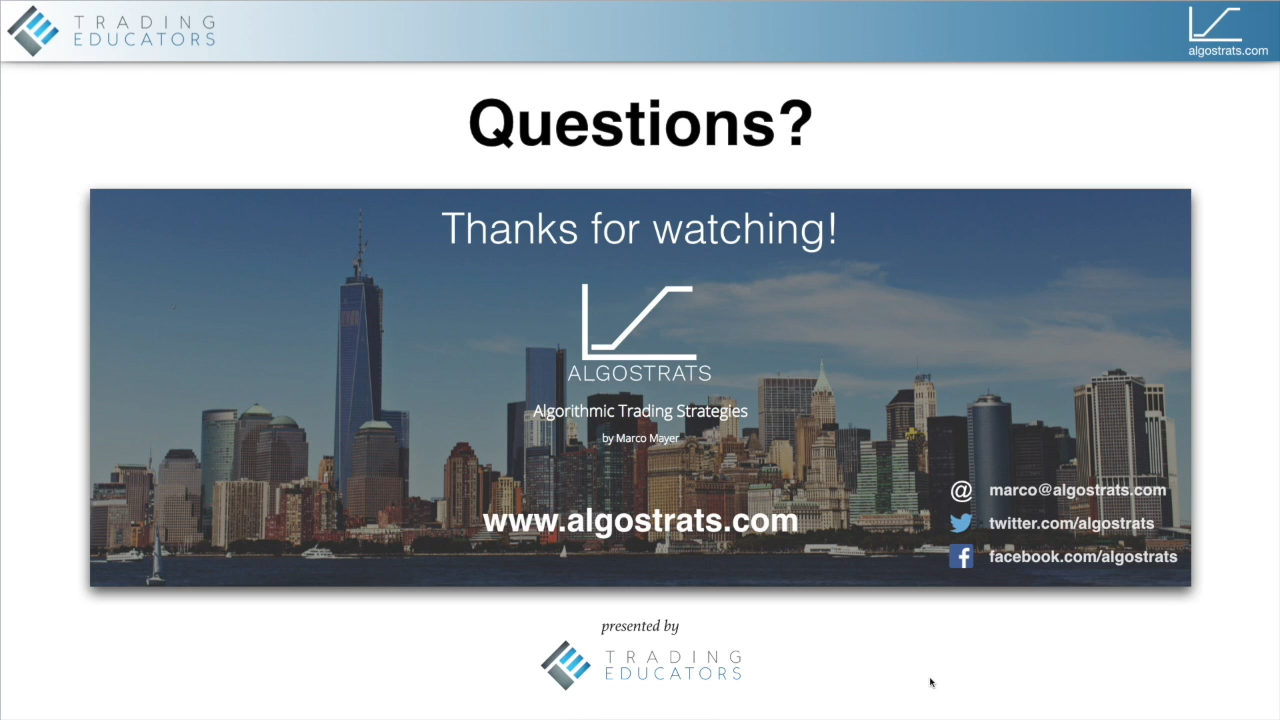 TRADING
EDUCATORS
algostrats.com
Questions?
Thanks for watching!
ALGOSTRATS
Algorithmic Trading Strategies
by Marco Mayer
www.algostrats.com
@ marco@algostrats.com
twitter.com/algostrats
f facebook.com/algostrats
presented by
TRADING
EDUCATORS